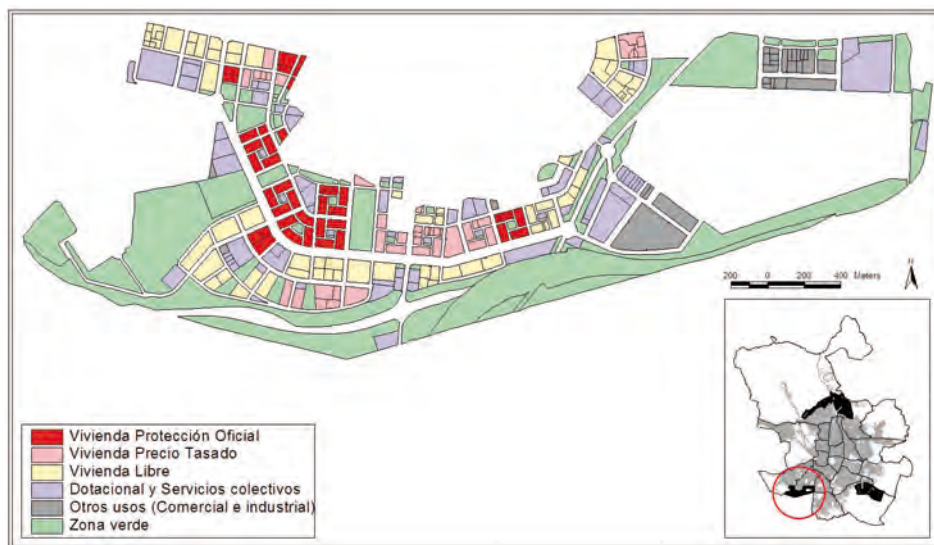 N
200 0 200 400 Meters
Vivienda Protección Oficial
Vivienda Precio Tasado
Vivienda Libre
Dotacional y Servicios colectivos
Otros usos (Comercial e industrial)
Zona verde